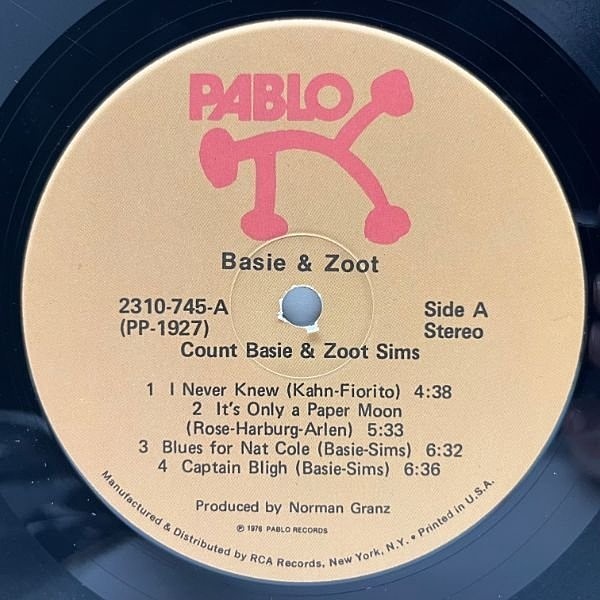 PABLO
Basie & Zoot
2310-745-A
(PP-1927)
Side A
Stereo
Count Basie & Zoot Sims
1 I Never Knew (Kahn-Fiorito) 4:38
2 It's Only a Paper Moon
(Rose-Harburg-Arlen) 5:33
3 Blues for Nat Cole (Basie-Sims) 6:32
4 Captain Bligh (Basie-Sims) 6:36
Produced by Norman Granz
℗ 1976 PABLO RECORDS
Manufactured & Distributed by RCA Records, New York, N.Y. • Printed in U.S.A.